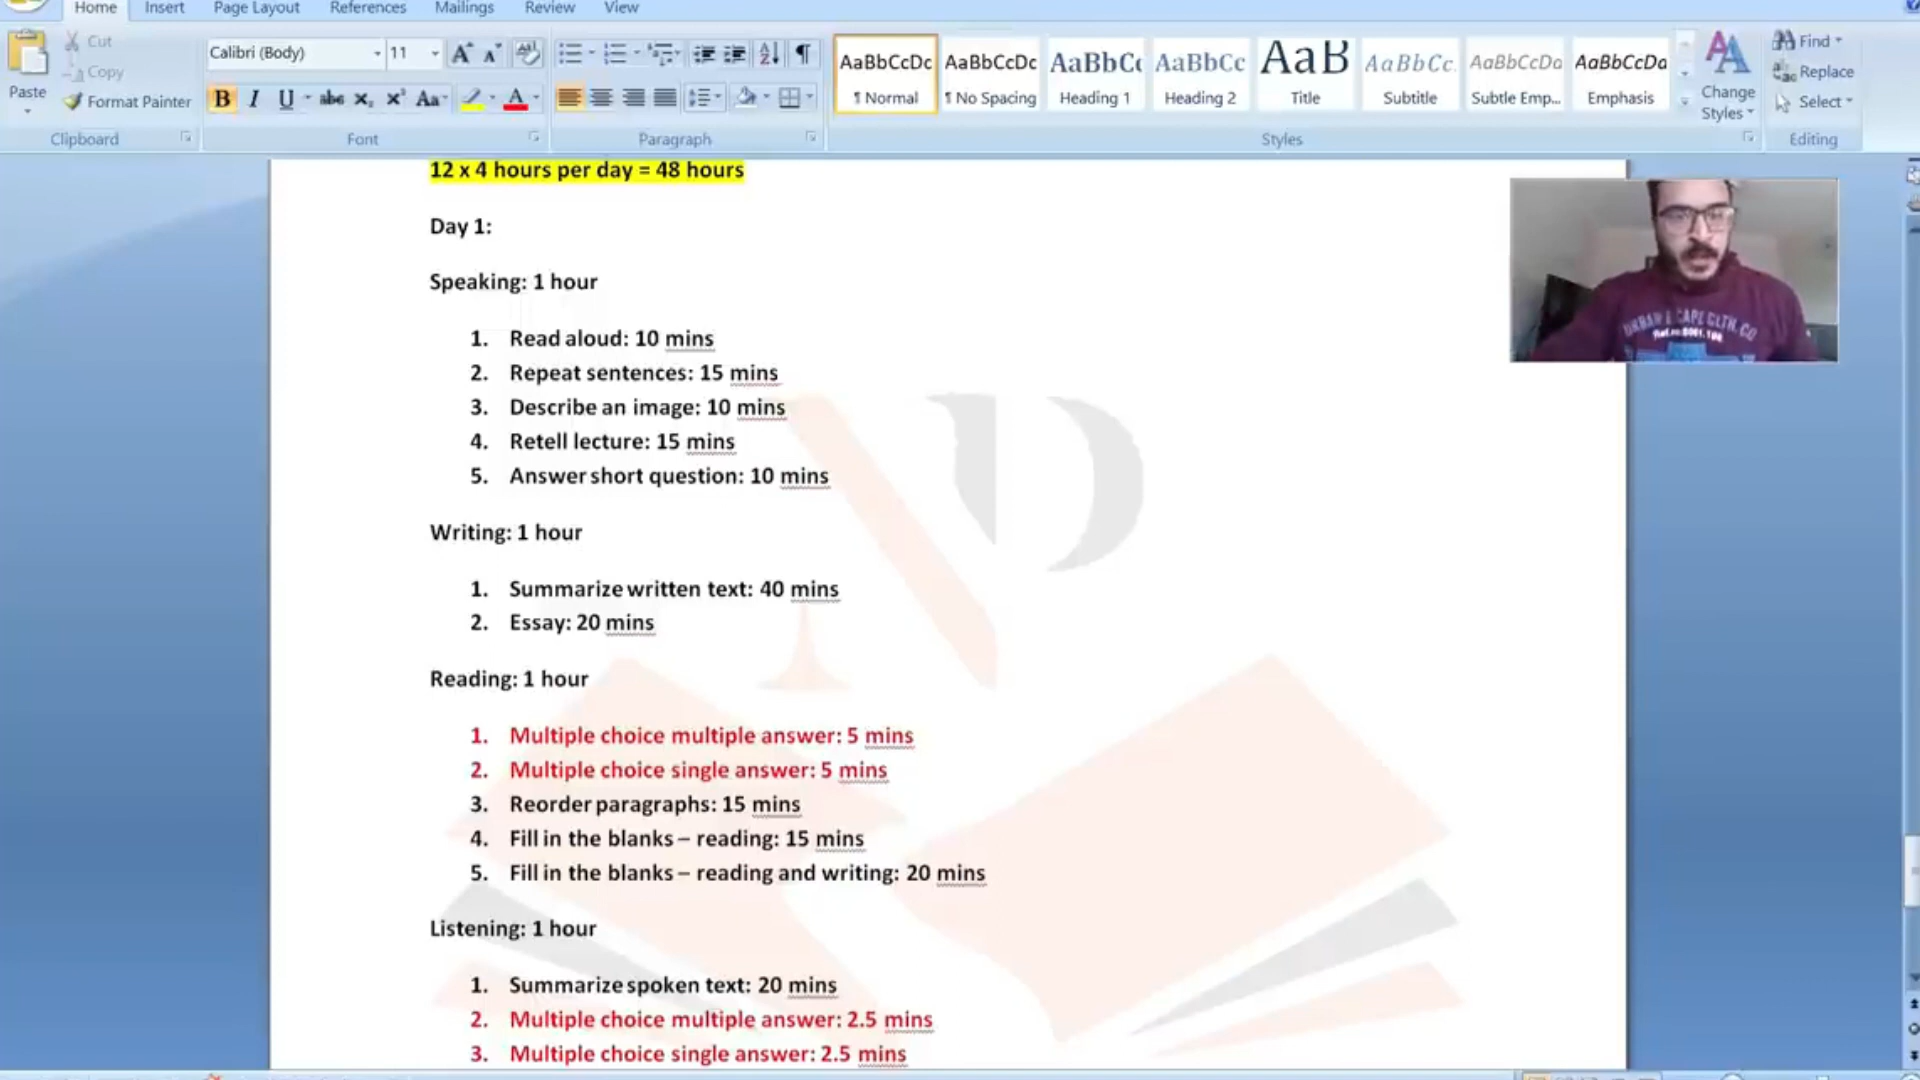 Home Insert Page Layout References Mailings Review View
Cut
Copy
Format Painter
Paste
Clipboard
Calibri (Body) 11
B I U abc x₂ x² Aa
Font
Paragraph
AaBbCcDc AaBbCcDc AaBbCc AaBbCc AaB AaBbCc. AaBbCcDa AaBbCcDa
¶ Normal ¶ No Spacing Heading 1 Heading 2 Title Subtitle Subtle Emp... Emphasis
Change
Styles
Styles
Find
Replace
Select
Editing
12 x 4 hours per day = 48 hours
Day 1:
Speaking: 1 hour
1. Read aloud: 10 mins
2. Repeat sentences: 15 mins
3. Describe an image: 10 mins
4. Retell lecture: 15 mins
5. Answer short question: 10 mins
Writing: 1 hour
1. Summarize written text: 40 mins
2. Essay: 20 mins
Reading: 1 hour
1. Multiple choice multiple answer: 5 mins
2. Multiple choice single answer: 5 mins
3. Reorder paragraphs: 15 mins
4. Fill in the blanks – reading: 15 mins
5. Fill in the blanks – reading and writing: 20 mins
Listening: 1 hour
1. Summarize spoken text: 20 mins
2. Multiple choice multiple answer: 2.5 mins
3. Multiple choice single answer: 2.5 mins
CAPE CLTH. CO